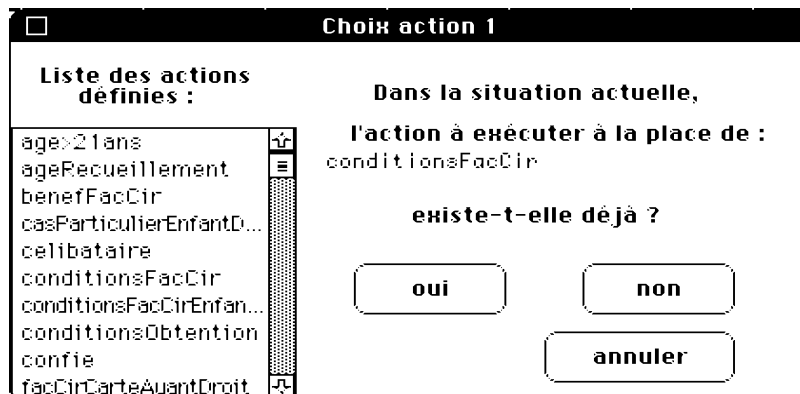 Choix action 1
Liste des actions
définies :
age>21ans
ageRecueillement
benefFacCir
casParticulierEnfantD...
celibataire
conditionsFacCir
conditionsFacCirEnfan...
conditionsObtention
confie
facCirCarteAyantDroit
Dans la situation actuelle,
l'action à exécuter à la place de :
conditionsFacCir
existe-t-elle déjà ?
oui
non
annuler